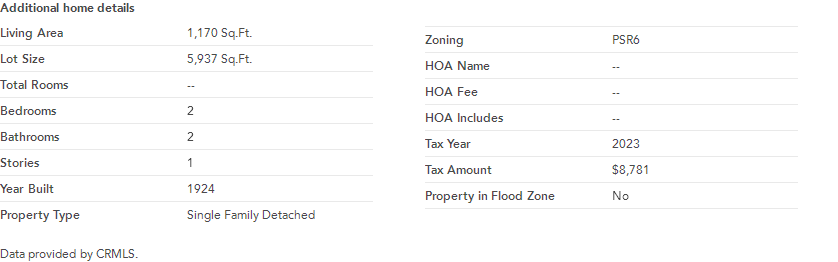 Additional home details
Living Area 1,170 Sq.Ft.
Lot Size 5,937 Sq.Ft.
Total Rooms --
Bedrooms 2
Bathrooms 2
Stories 1
Year Built 1924
Property Type Single Family Detached
Zoning PSR6
HOA Name --
HOA Fee --
HOA Includes --
Tax Year 2023
Tax Amount $8,781
Property in Flood Zone No
Data provided by CRMLS.